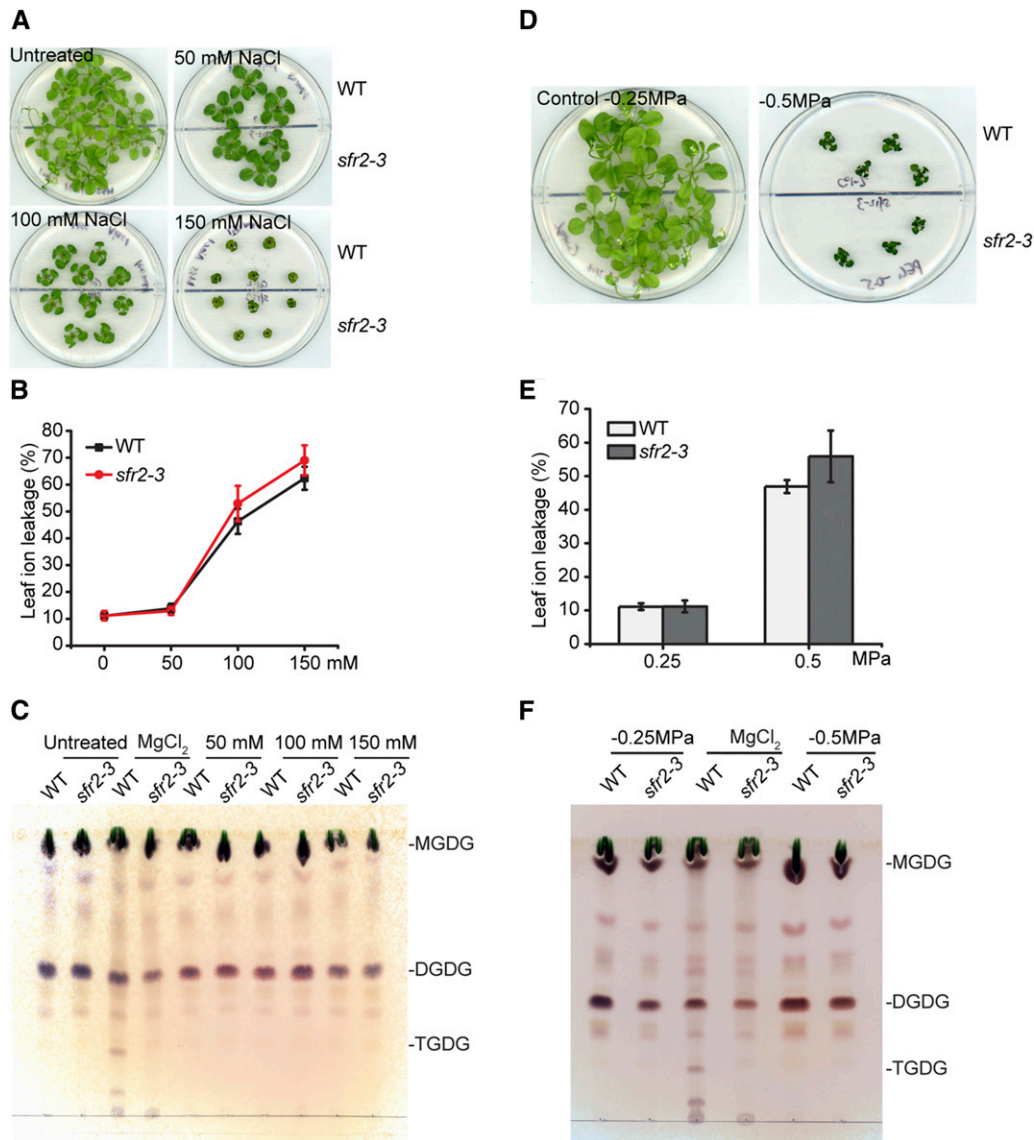 A
Untreated
50 mM NaCl
WT
sfr2-3
100 mM NaCl
150 mM NaCl
WT
sfr2-3
B
Leaf ion leakage (%)
80
70
60
50
40
30
20
10
0
WT
sfr2-3
0 50 100 150 mM
C
Untreated MgCl₂ 50 mM 100 mM 150 mM
WT sfr2-3 WT sfr2-3 WT sfr2-3 WT sfr2-3 WT sfr2-3
-MGDG
-DGDG
-TGDG
D
Control -0.25MPa
-0.5MPa
WT
sfr2-3
E
Leaf ion leakage (%)
70
60
50
40
30
20
10
0
WT
sfr2-3
0.25 0.5 MPa
F
-0.25MPa MgCl₂ -0.5MPa
WT sfr2-3 WT sfr2-3 WT sfr2-3
-MGDG
-DGDG
-TGDG